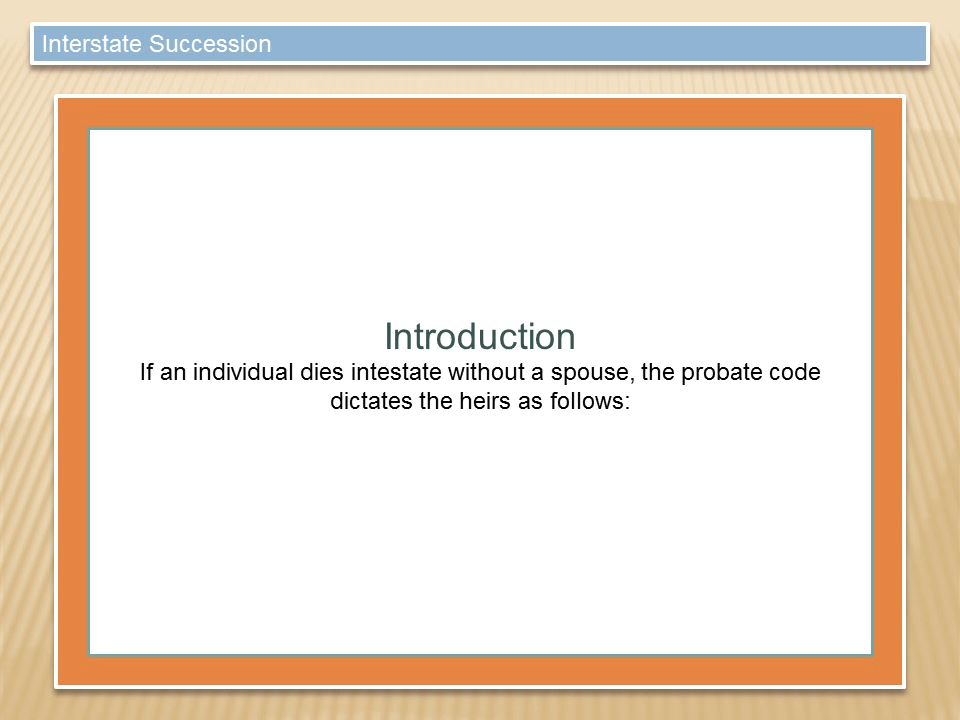 Interstate Succession
Introduction
If an individual dies intestate without a spouse, the probate code
dictates the heirs as follows: